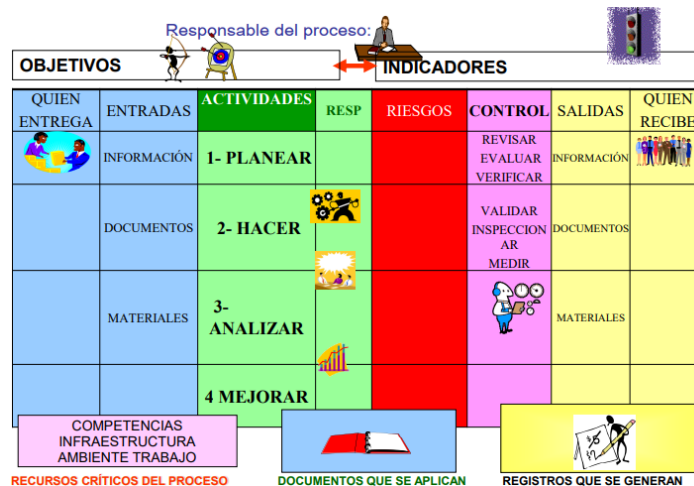 Responsable del proceso:
OBJETIVOS
INDICADORES
QUIEN
ENTREGA
ENTRADAS
ACTIVIDADES
RESP
RIESGOS
CONTROL
SALIDAS
QUIEN
RECIBE
INFORMACIÓN
1- PLANEAR
REVISAR
EVALUAR
VERIFICAR
INFORMACIÓN
DOCUMENTOS
2- HACER
VALIDAR
INSPECCION
AR
MEDIR
DOCUMENTOS
MATERIALES
3-
ANALIZAR
MATERIALES
4 MEJORAR
COMPETENCIAS
INFRAESTRUCTURA
AMBIENTE TRABAJO
RECURSOS CRÍTICOS DEL PROCESO
DOCUMENTOS QUE SE APLICAN
REGISTROS QUE SE GENERAN